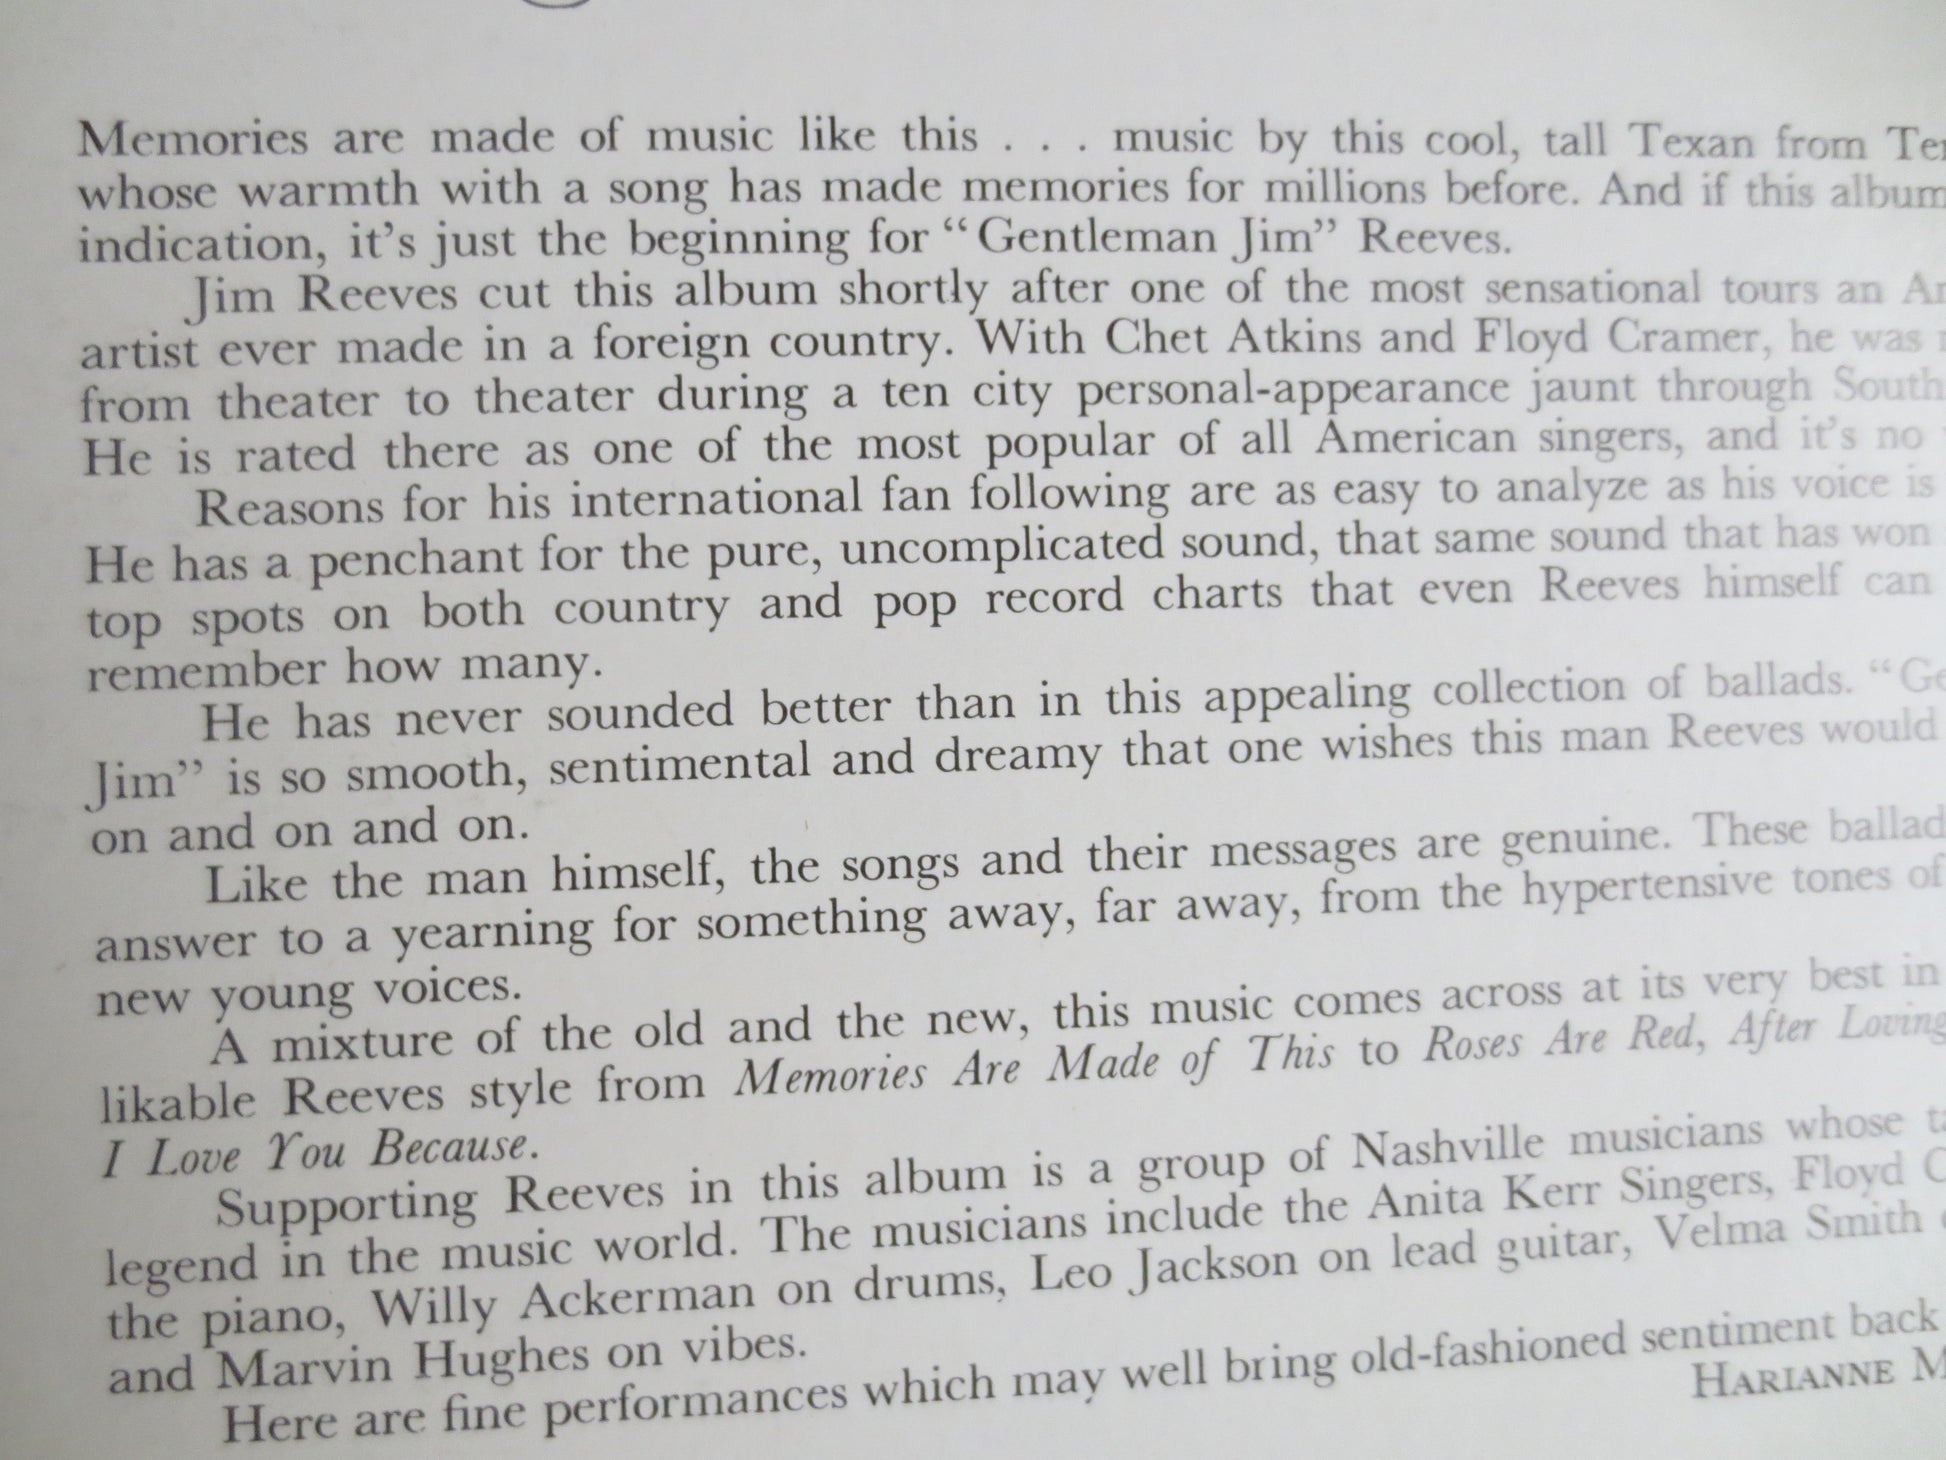 Memories are made of music like this . . . music by this cool, tall Texan from
whose warmth with a song has made memories for millions before. And if this album
indication, it's just the beginning for “Gentleman Jim” Reeves.
Jim Reeves cut this album shortly after one of the most sensational tours an
artist ever made in a foreign country. With Chet Atkins and Floyd Cramer, he was
from theater to theater during a ten city personal-appearance jaunt through South
He is rated there as one of the most popular of all American singers, and it's no
Reasons for his international fan following are as easy to analyze as his voice is
He has a penchant for the pure, uncomplicated sound, that same sound that has won
top spots on both country and pop record charts that even Reeves himself can
remember how many.
He has never sounded better than in this appealing collection of ballads.
Jim” is so smooth, sentimental and dreamy that one wishes this man Reeves would
on and on and on.
Like the man himself, the songs and their messages are genuine. These ballad
answer to a yearning for something away, far away, from the hypertensive tones of
new young voices.
A mixture of the old and the new, this music comes across at its very best in
likable Reeves style from Memories Are Made of This to Roses Are Red, After Loving
I Love You Because.
Supporting Reeves in this album is a group of Nashville musicians whose
legend in the music world. The musicians include the Anita Kerr Singers, Floyd
the piano, Willy Ackerman on drums, Leo Jackson on lead guitar, Velma Smith
and Marvin Hughes on vibes.
Here are fine performances which may well bring old-fashioned sentiment back
HARIANNE